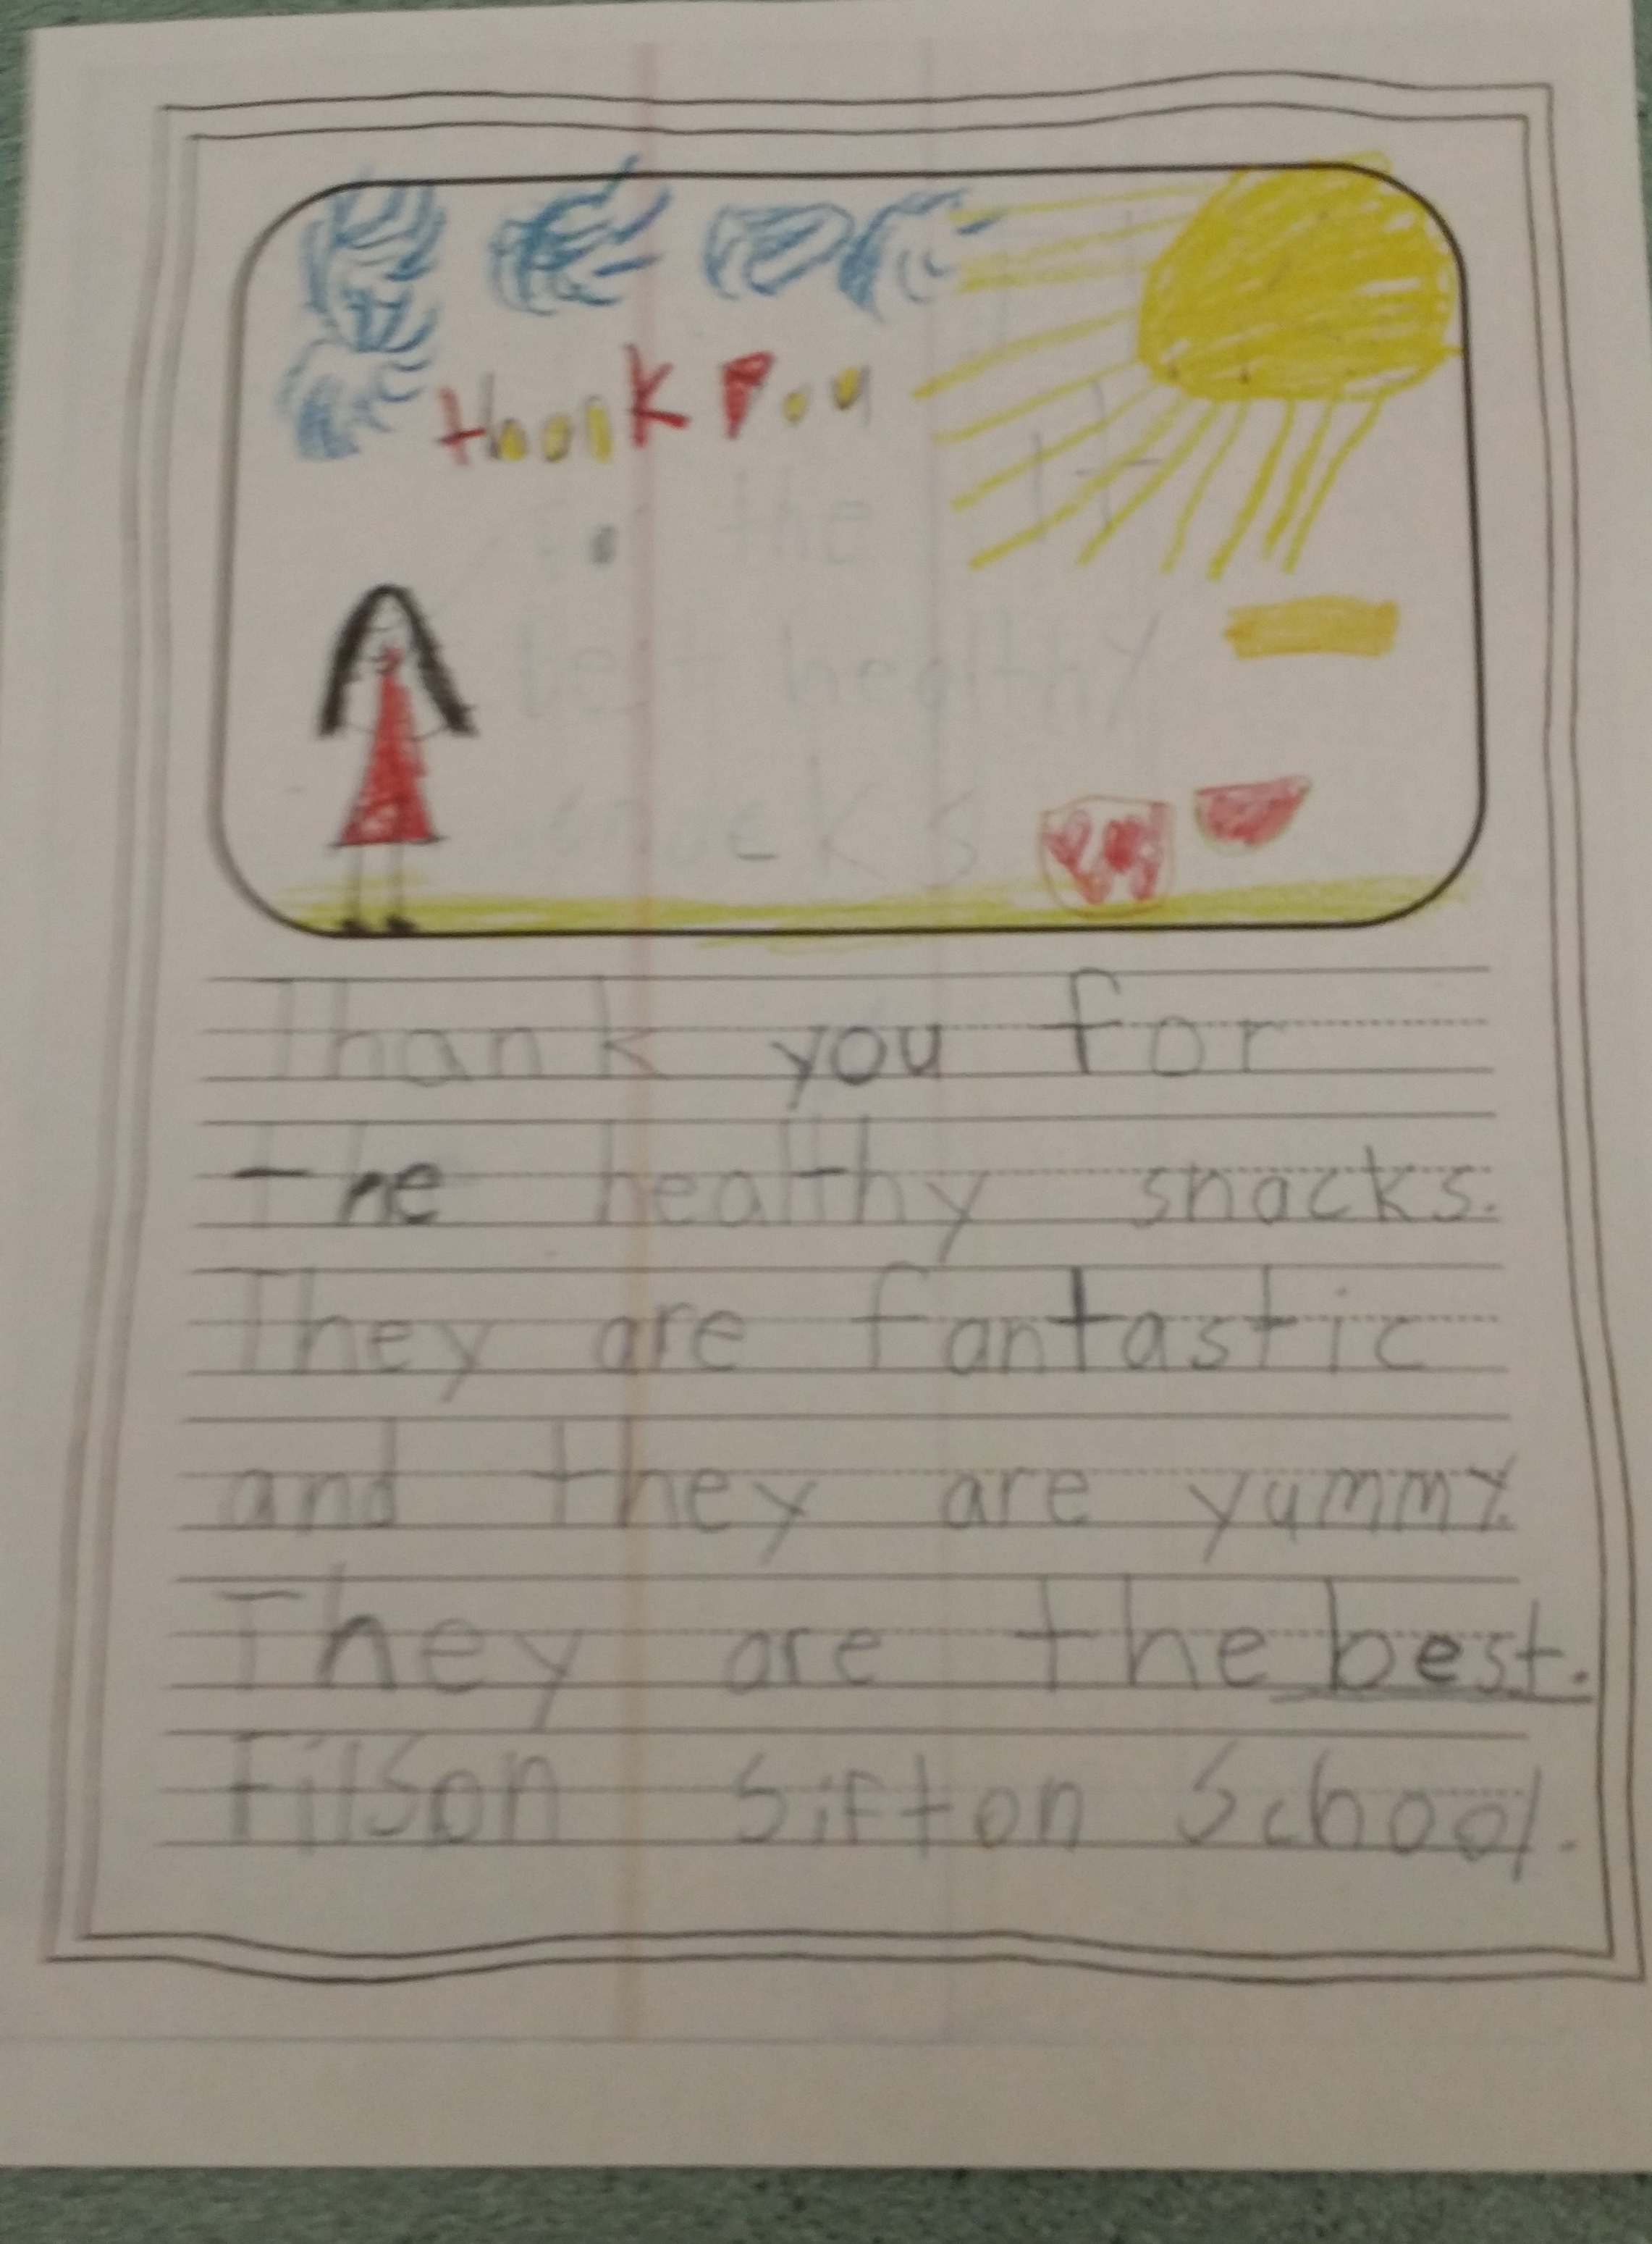 thank you
For the
best healthy
snacks
Thank you for
The healthy snacks.
They are fantastic
and they are yummy.
They are the best.
Filson Sifton School.